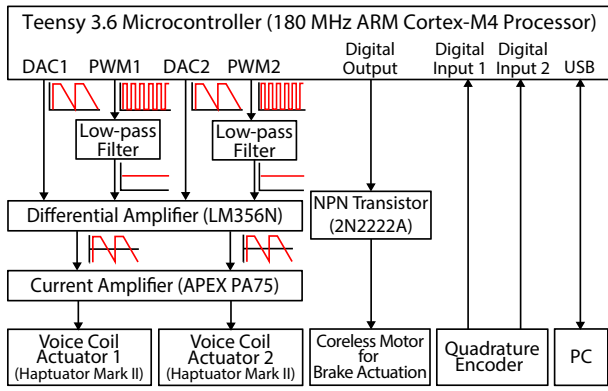 Teensy 3.6 Microcontroller (180 MHz ARM Cortex-M4 Processor)
DAC1 PWM1 DAC2 PWM2
Digital
Output
Digital
Input 1
Digital
Input 2
USB
Low-pass
Filter
Low-pass
Filter
Differential Amplifier (LM356N)
NPN Transistor
(2N2222A)
Current Amplifier (APEX PA75)
Voice Coil
Actuator 1
(Haptuator Mark II)
Voice Coil
Actuator 2
(Haptuator Mark II)
Coreless Motor
for
Brake Actuation
Quadrature
Encoder
PC